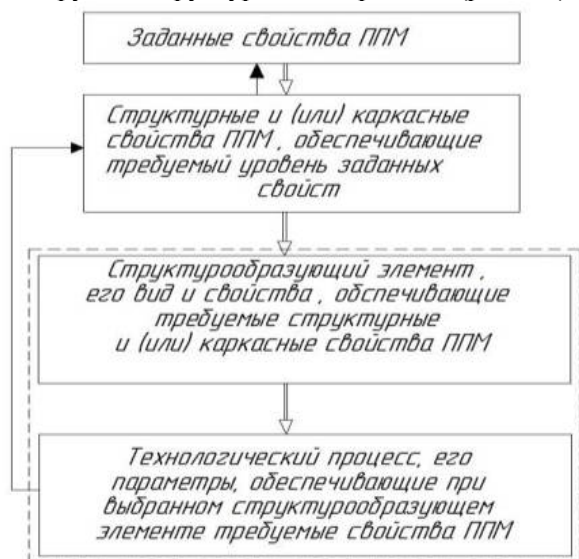 Заданные свойства ППМ
Структурные и (или) каркасные
свойства ППМ, обеспечивающие
требуемый уровень заданных
свойст
Структурообразующий элемент,
его вид и свойства, обспечивающие
требуемые структурные
и (или) каркасные свойства ППМ
Технологический процесс, его
параметры, обеспечивающие при
выбранном структурообразующем
элементе требуемые свойства ППМ